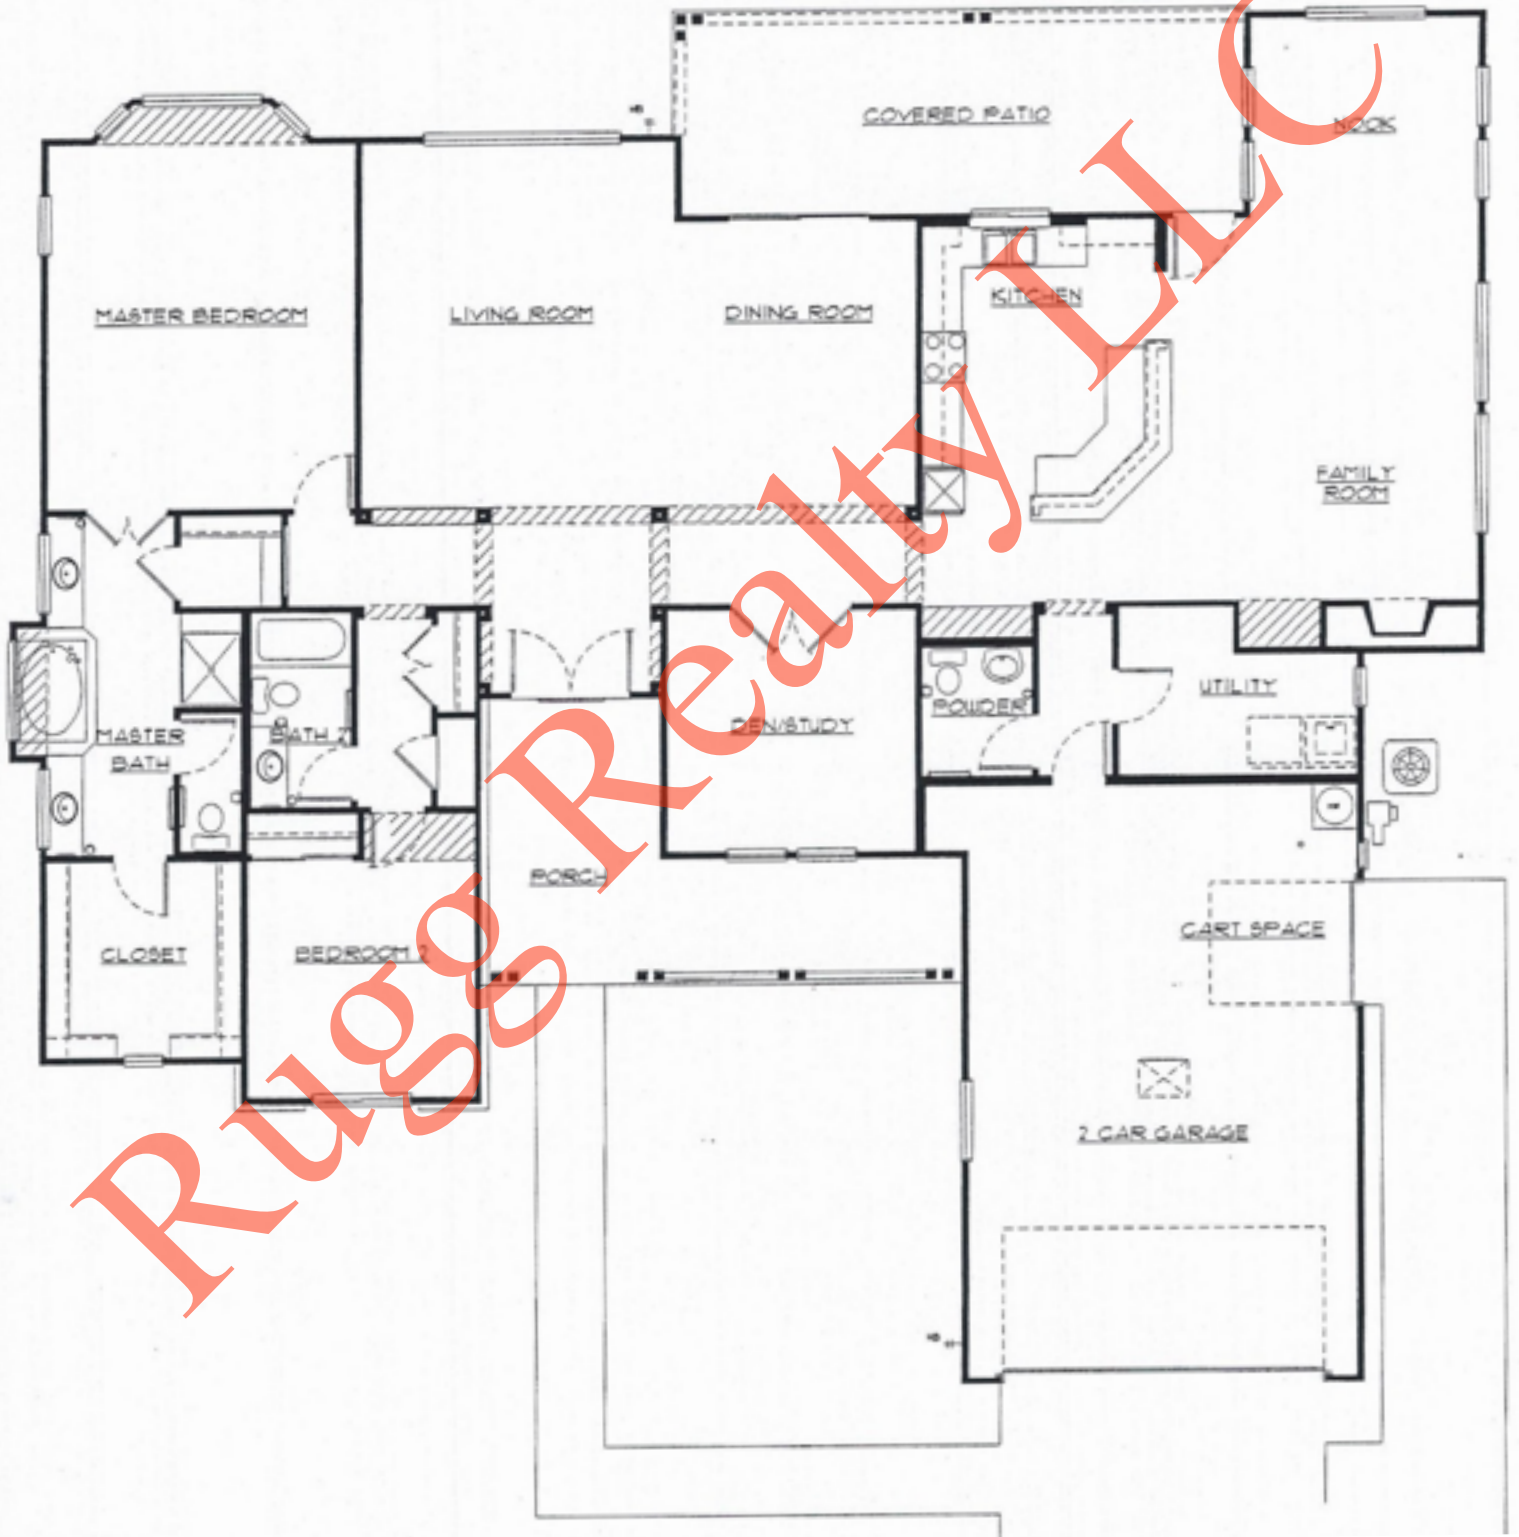 COVERED PATIO
NOOK
MASTER BEDROOM
LIVING ROOM
DINING ROOM
KITCHEN
FAMILY
ROOM
MASTER
BATH
BATH 2
DEN/STUDY
POWDER
UTILITY
PORCH
CLOSET
BEDROOM 2
CART SPACE
2 CAR GARAGE
Rugg Realty LLC